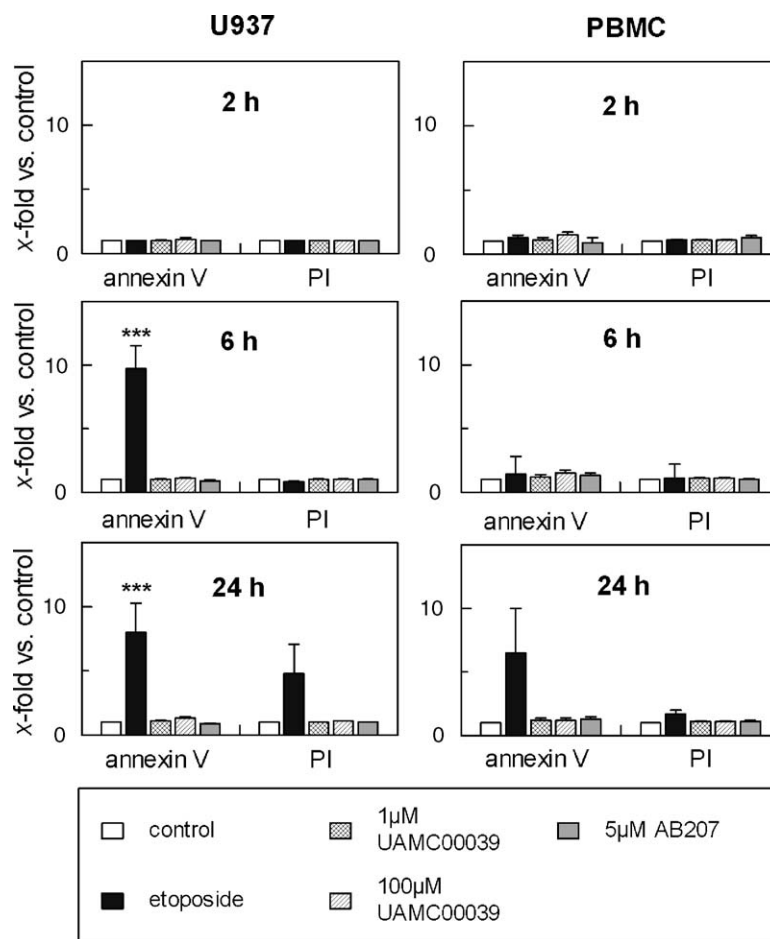 U937
PBMC
x-fold vs. control
10
0
2 h
annexin V
PI
2 h
10
0
annexin V
PI
x-fold vs. control
10
0
***
6 h
annexin V
PI
6 h
10
0
annexin V
PI
x-fold vs. control
10
0
***
24 h
annexin V
PI
24 h
10
0
annexin V
PI
control
etoposide
1µM
UAMC00039
100µM
UAMC00039
5µM AB207